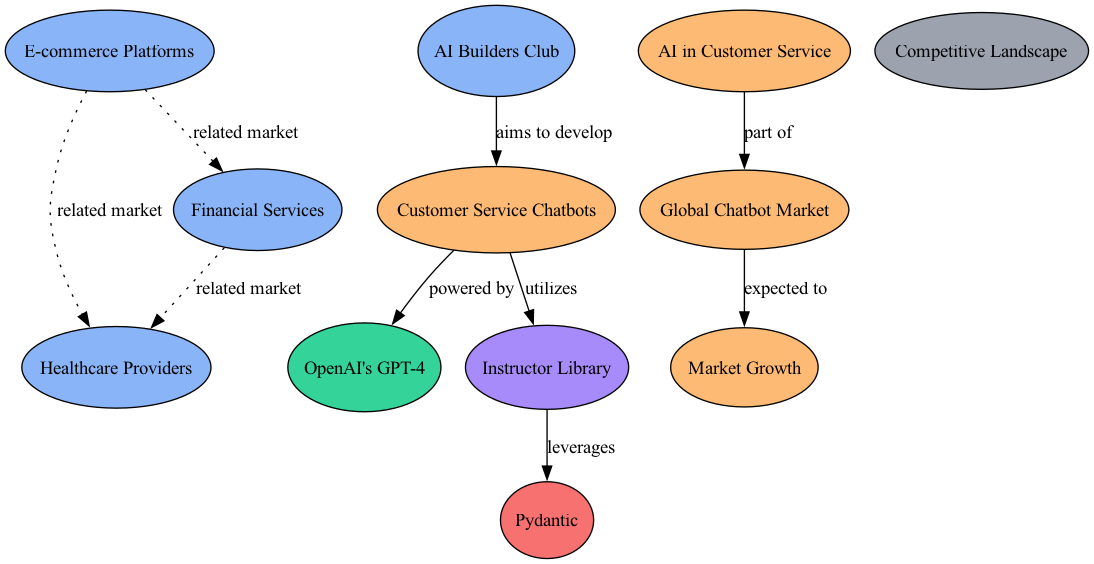 E-commerce Platforms
AI Builders Club
AI in Customer Service
Competitive Landscape
related market
aims to develop
part of
related market
Financial Services
Customer Service Chatbots
Global Chatbot Market
related market
powered by
utilizes
expected to
Healthcare Providers
OpenAI's GPT-4
Instructor Library
Market Growth
leverages
Pydantic